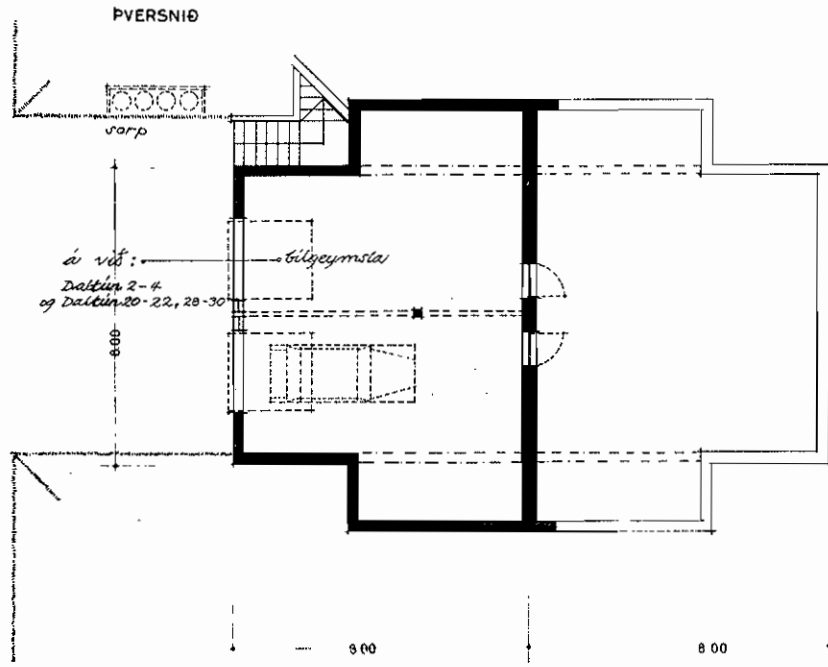 ÞVERSNIÐ
sorp
á við:
bílgeymsla
Daltún 2-4
og Daltún 20-22, 28-30
8.00
8.00
8.00